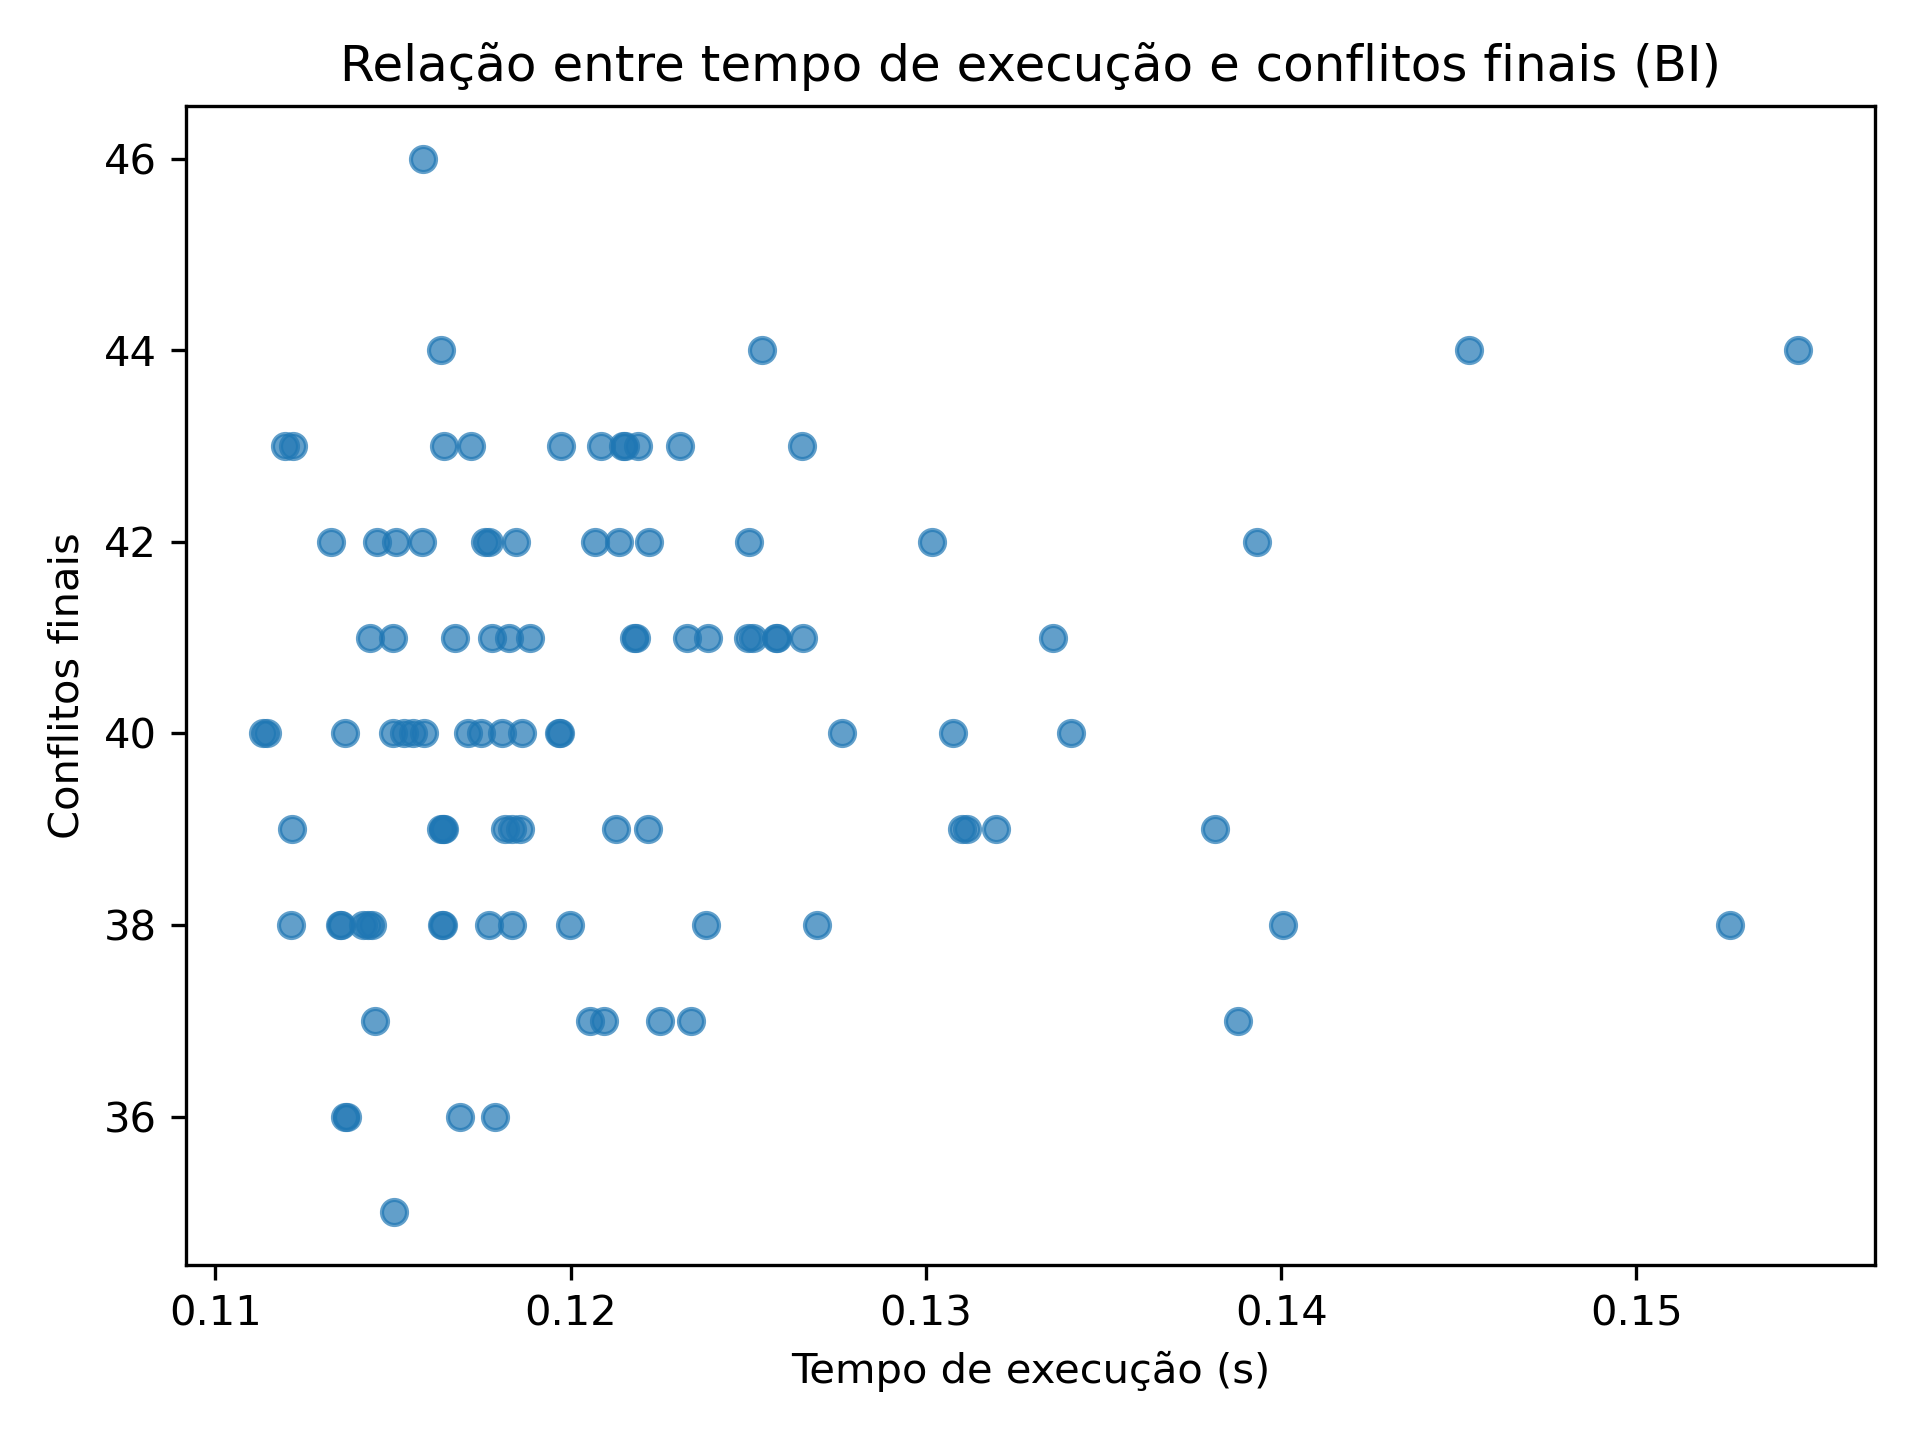 Relação entre tempo de execução e conflitos finais (BI)
46
44
42
40
38
36
Conflitos finais
0.11 0.12 0.13 0.14 0.15
Tempo de execução (s)